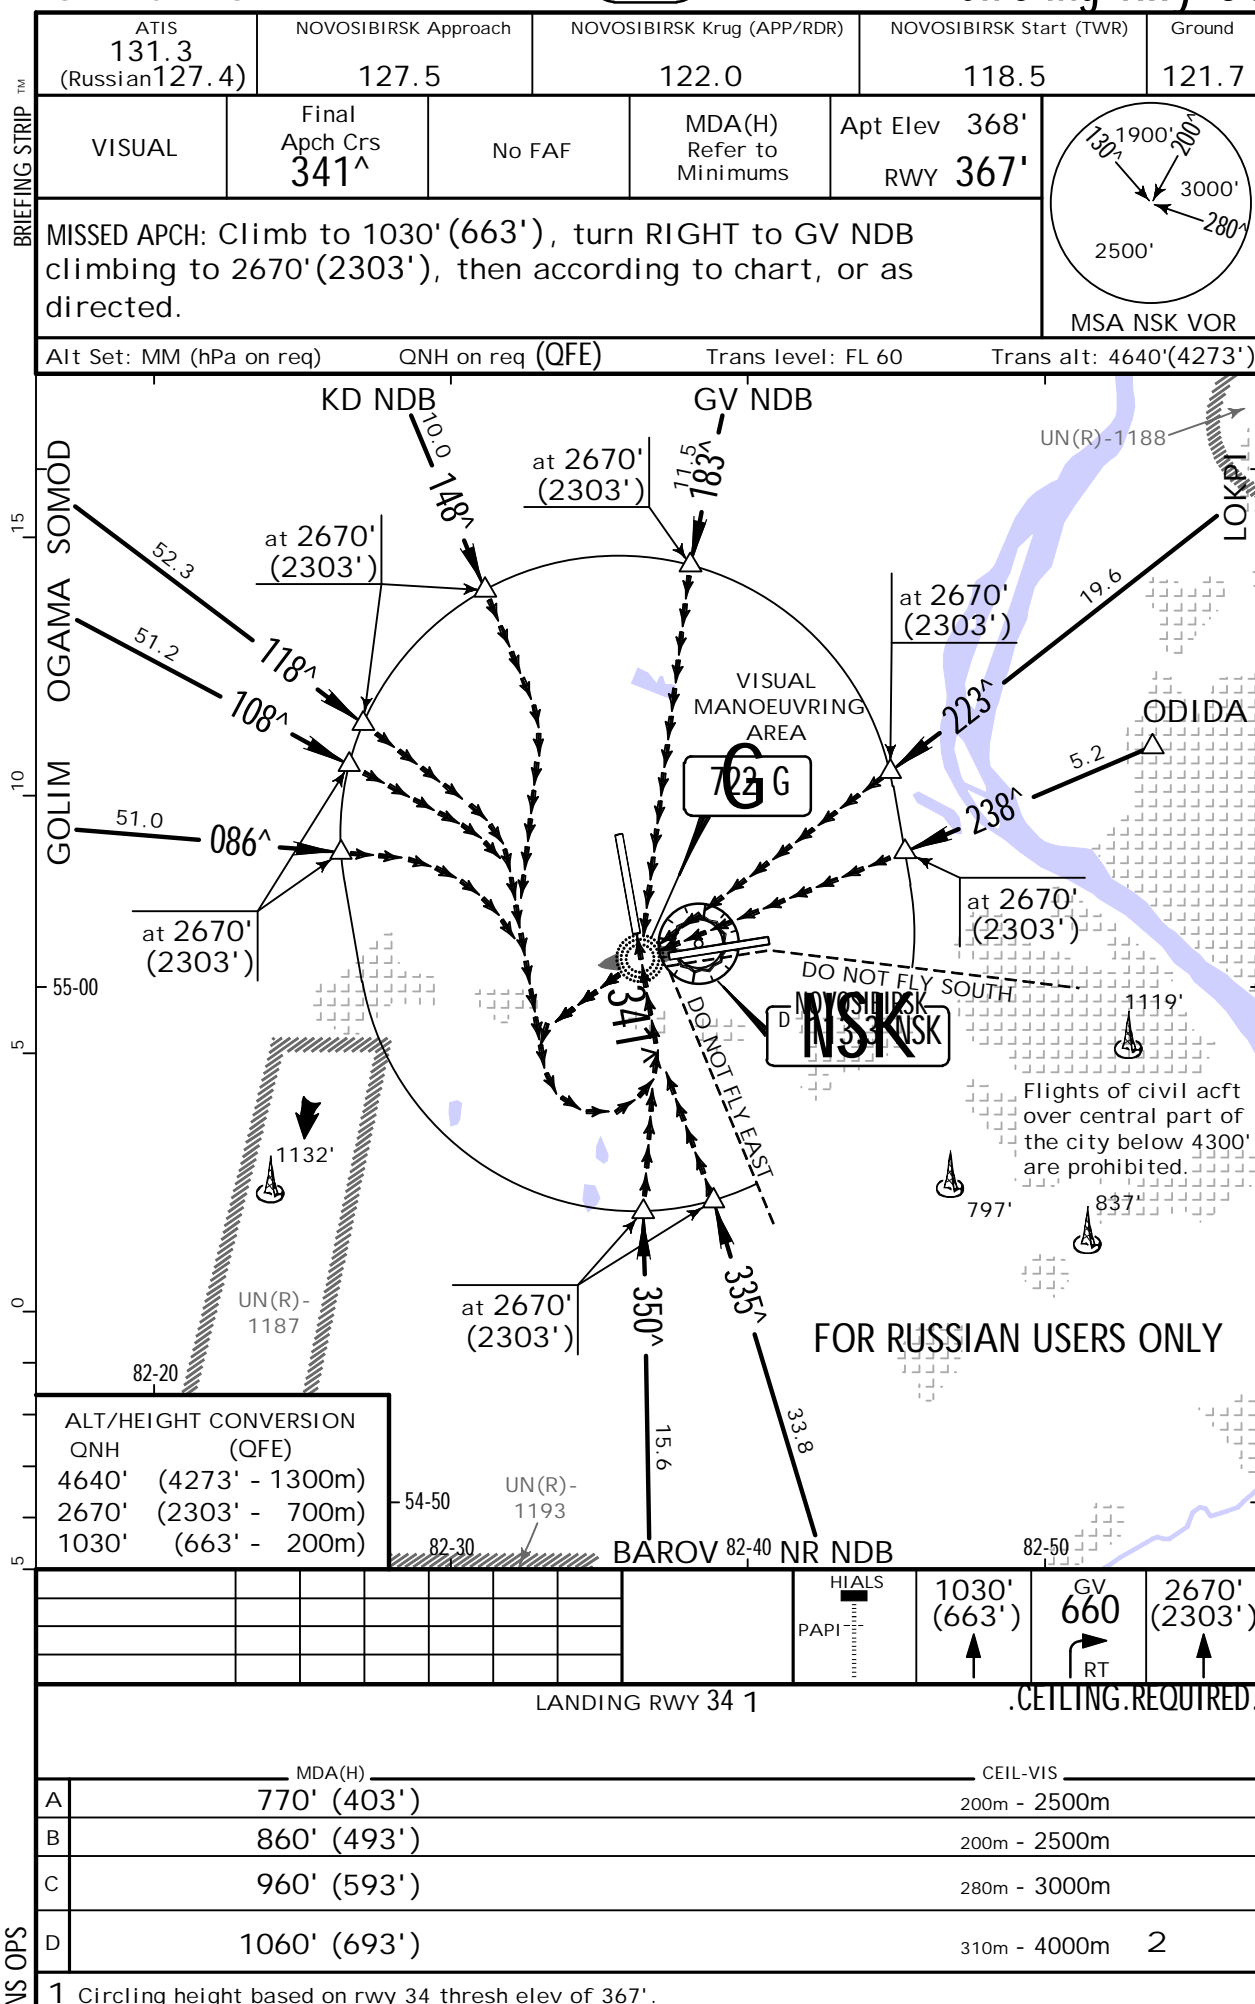 ATIS
131.3
(Russian 127.4)
NOVOSIBIRSK Approach
127.5
NOVOSIBIRSK Krug (APP/RDR)
122.0
NOVOSIBIRSK Start (TWR)
118.5
Ground
121.7
BRIEFING STRIP ™
VISUAL
Final
Apch Crs
341^
No FAF
MDA(H)
Refer to
Minimums
Apt Elev 368'
RWY 367'
MISSED APCH: Climb to 1030' (663'), turn RIGHT to GV NDB
climbing to 2670' (2303'), then according to chart, or as
directed.
130^
1900'
200^
3000'
280^
2500'
MSA NSK VOR
Alt Set: MM (hPa on req)
QNH on req (QFE)
Trans level: FL 60
Trans alt: 4640'(4273')
KD NDB
GV NDB
UN(R)-1188
LOKPI
SOMOD
OGAMA
GOLIM
15
10
5
0
5
10.0
148^
11.5
183^
at 2670'
(2303')
at 2670'
(2303')
52.3
118^
51.2
108^
51.0
086^
at 2670'
(2303')
19.6
223^
ODIDA
5.2
238^
VISUAL
MANOEUVRING
AREA
G
722 G
at 2670'
(2303')
at 2670'
(2303')
55-00
341^
DO NOT FLY SOUTH
DO NOT FLY EAST
NOVOSIBIRSK
D 113.3 NSK
NSK
1119'
Flights of civil acft
over central part of
the city below 4300'
are prohibited.
1132'
797'
837'
UN(R)-
1187
at 2670'
(2303')
350^
335^
FOR RUSSIAN USERS ONLY
82-20
15.6
33.8
ALT/HEIGHT CONVERSION
QNH (QFE)
4640' (4273' - 1300m)
2670' (2303' - 700m)
1030' (663' - 200m)
54-50
UN(R)-
1193
82-30
BAROV
82-40
NR NDB
82-50
HIALS
PAPI
1030'
(663')
GV
660
RT
2670'
(2303')
LANDING RWY 34 1
.CEILING.REQUIRED.
MDA(H)
CEIL-VIS
A 770' (403') 200m - 2500m
B 860' (493') 200m - 2500m
C 960' (593') 280m - 3000m
D 1060' (693') 310m - 4000m 2
NS OPS
1 Circling height based on rwy 34 thresh elev of 367'.